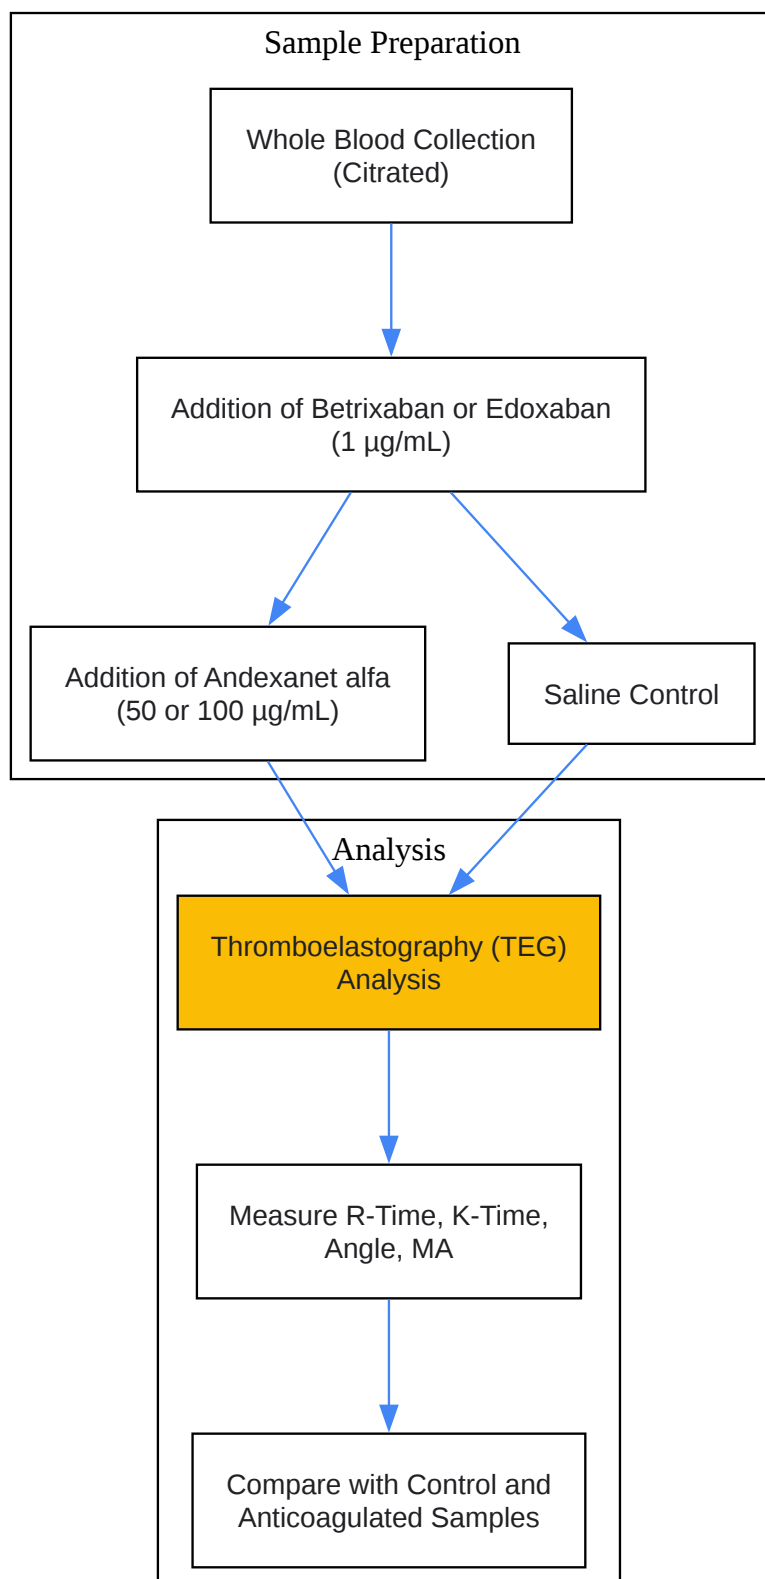 Sample Preparation
Whole Blood Collection
(Citrated)
Addition of Betrixaban or Edoxaban
(1 µg/mL)
Addition of Andexanet alfa
(50 or 100 µg/mL)
Saline Control
Analysis
Thromboelastography (TEG)
Analysis
Measure R-Time, K-Time,
Angle, MA
Compare with Control and
Anticoagulated Samples